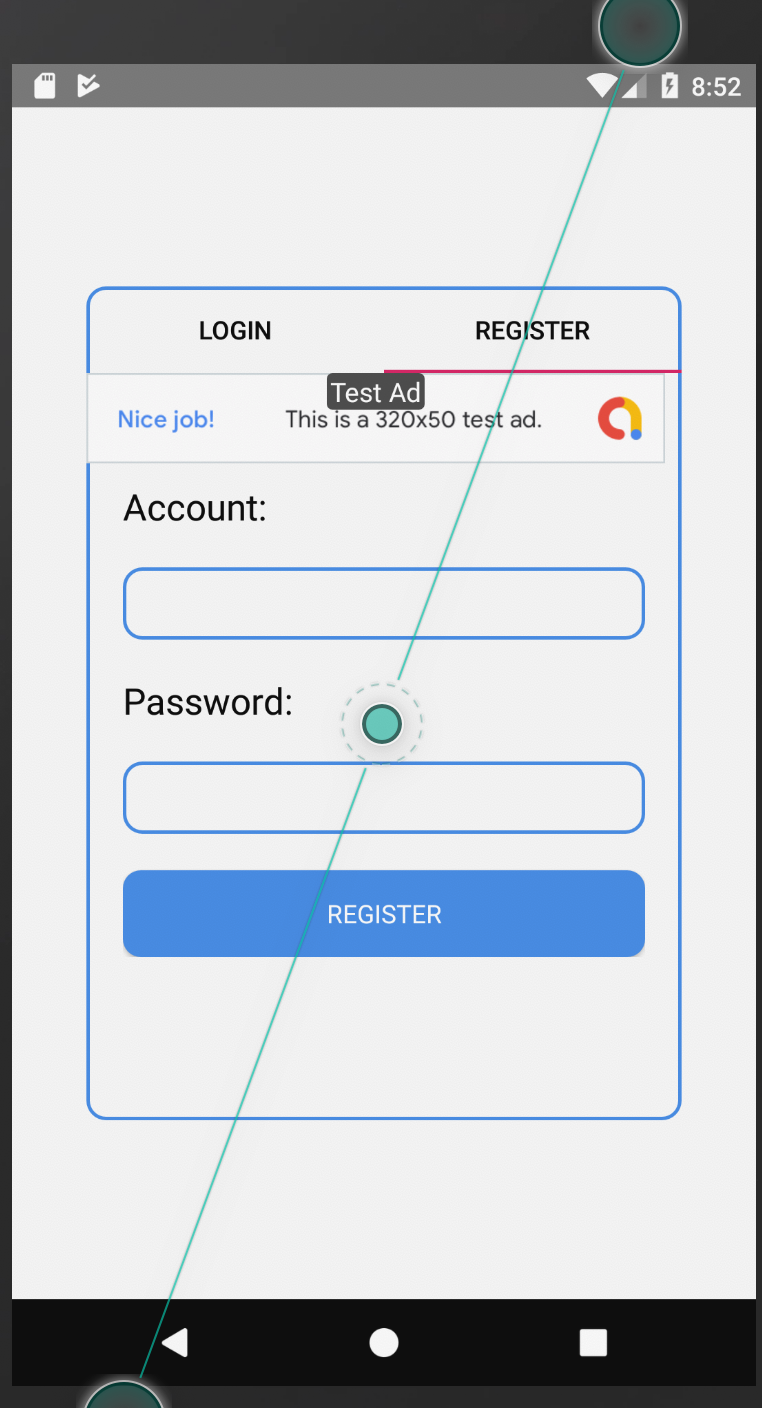 8:52
LOGIN REGISTER
Test Ad
Nice job! This is a 320x50 test ad.
Account:
Password:
REGISTER